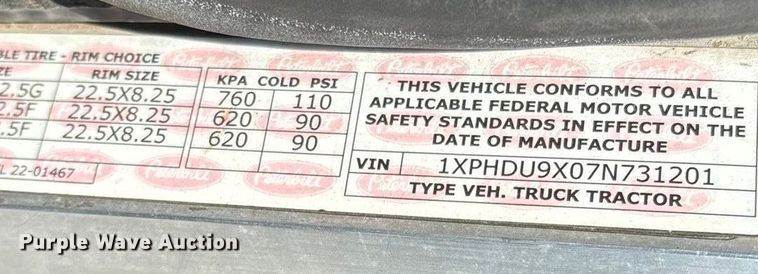 BLE TIRE - RIM CHOICE
ZE RIM SIZE
2.5G 22.5X8.25
2.5F 22.5X8.25
.5F 22.5X8.25
KPA COLD PSI
760 110
620 90
620 90
L 22-01467
THIS VEHICLE CONFORMS TO ALL
APPLICABLE FEDERAL MOTOR VEHICLE
SAFETY STANDARDS IN EFFECT ON THE
DATE OF MANUFACTURE
VIN 1XPHDU9X07N731201
TYPE VEH. TRUCK TRACTOR
Peterbilt
Purple Wave Auction